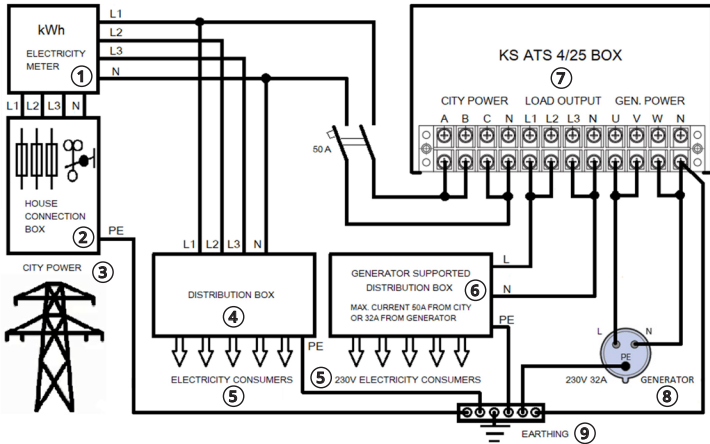 L1
kWh
ELECTRICITY
METER
1
L2
L3
N
L1 L2 L3 N
HOUSE
CONNECTION
BOX
2
PE
CITY POWER
3
50 A
KS ATS 4/25 BOX
7
CITY POWER LOAD OUTPUT GEN. POWER
A B C N L1 L2 L3 N U V W N
L1 L2 L3 N
DISTRIBUTION BOX
4
PE
ELECTRICITY CONSUMERS
5
5
GENERATOR SUPPORTED
DISTRIBUTION BOX
6
MAX. CURRENT 50A FROM CITY
OR 32A FROM GENERATOR
L
N
PE
230V ELECTRICITY CONSUMERS
L N
PE
230V 32A
GENERATOR
8
EARTHING
9